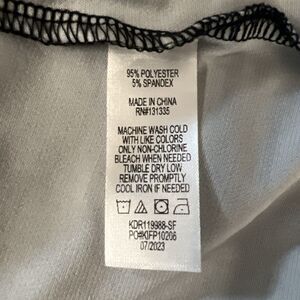 95% POLYESTER
5% SPANDEX
MADE IN CHINA
RN#131335
MACHINE WASH COLD
WITH LIKE COLORS
ONLY NON-CHLORINE
BLEACH WHEN NEEDED
TUMBLE DRY LOW
REMOVE PROMPTLY
COOL IRON IF NEEDED
KDR119988-SF
PO#KIFP10206
07/2023